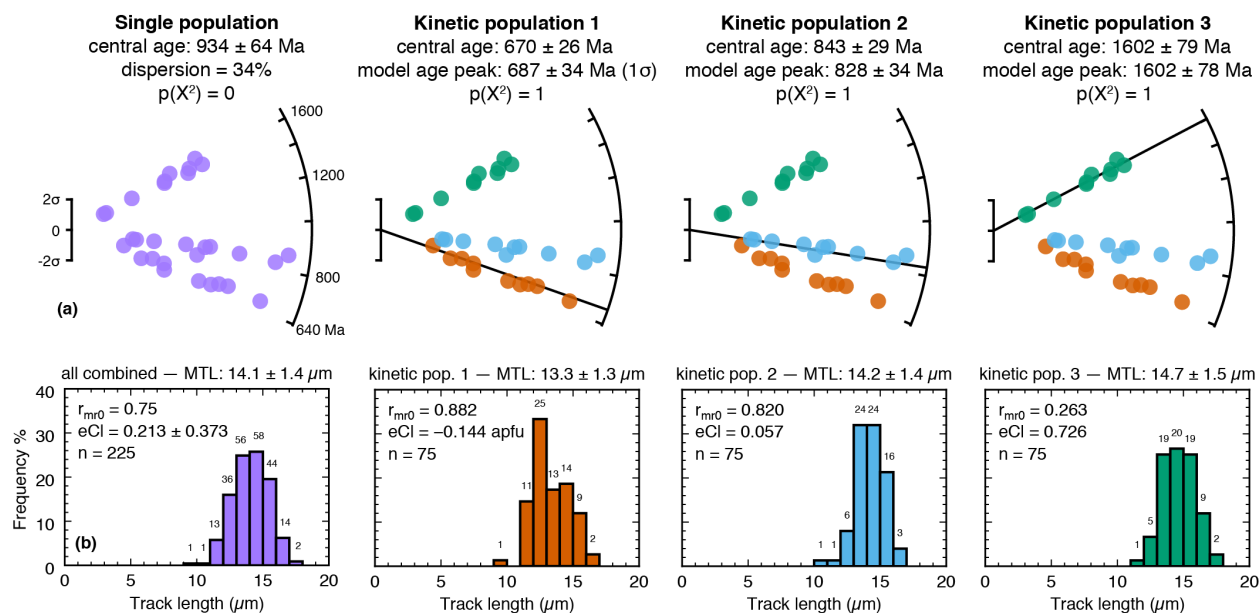 Single population
central age: 934 ± 64 Ma
dispersion = 34%
p(X²) = 0
Kinetic population 1
central age: 670 ± 26 Ma
model age peak: 687 ± 34 Ma (1σ)
p(X²) = 1
Kinetic population 2
central age: 843 ± 29 Ma
model age peak: 828 ± 34 Ma
p(X²) = 1
Kinetic population 3
central age: 1602 ± 79 Ma
model age peak: 1602 ± 78 Ma
p(X²) = 1
1600
1200
2σ
0
-2σ
800
(a)
640 Ma
all combined — MTL: 14.1 ± 1.4 µm
40
30
20
10
0
Frequency %
rmr0 = 0.75
eCl = 0.213 ± 0.373
n = 225
1 1 13 36 56 58 44 14 2
(b)
0 5 10 15 20
Track length (µm)
kinetic pop. 1 — MTL: 13.3 ± 1.3 µm
rmr0 = 0.882
eCl = −0.144 apfu
n = 75
1 11 25 13 14 9 2
0 5 10 15 20
Track length (µm)
kinetic pop. 2 — MTL: 14.2 ± 1.4 µm
rmr0 = 0.820
eCl = 0.057
n = 75
1 1 6 24 24 16 3
0 5 10 15 20
Track length (µm)
kinetic pop. 3 — MTL: 14.7 ± 1.5 µm
rmr0 = 0.263
eCl = 0.726
n = 75
1 5 19 20 19 9 2
0 5 10 15 20
Track length (µm)